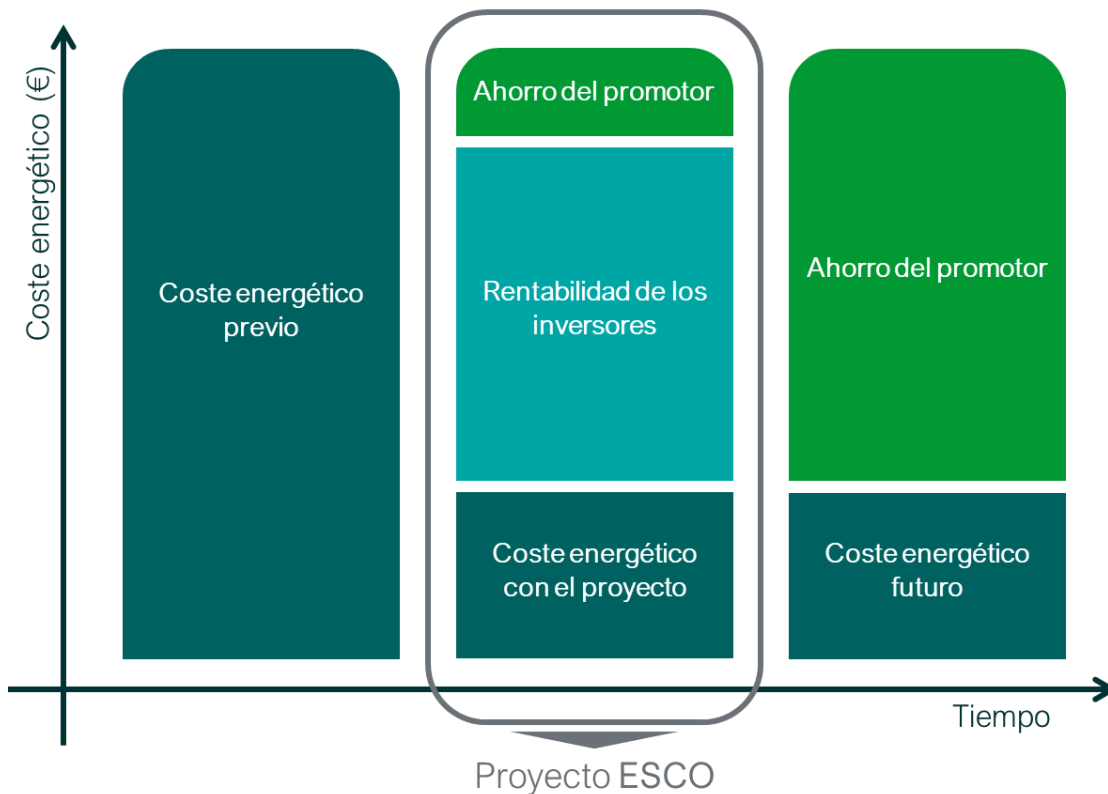 Coste energético (€)
Coste energético
previo
Ahorro del promotor
Rentabilidad de los
inversores
Coste energético
con el proyecto
Ahorro del promotor
Coste energético
futuro
Tiempo
Proyecto ESCO